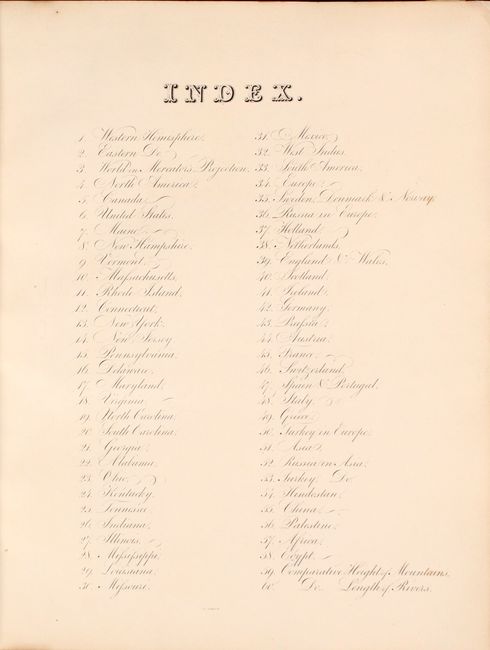 INDEX.
1. Western Hemisphere.
2. Eastern Do
3. World on Mercators Projection.
4. North America.
5. Canada.
6. United States.
7. Maine
8. New Hampshire.
9. Vermont.
10. Massachusetts.
11. Rhode Island.
12. Connecticut.
13. New York.
14. New Jersey
15. Pennsylvania
16. Delaware.
17. Maryland.
18. Virginia.
19. North Carolina.
20. South Carolina.
21. Georgia.
22. Alabama.
23. Ohio.
24. Kentucky.
25. Tennessee
26. Indiana.
27. Illinois.
28. Mississippi
29. Louisiana.
30. Missouri.
31. Mexico.
32. West Indies.
33. South America.
34. Europe.
35. Sweden, Denmark & Norway.
36. Russia in Europe.
37. Holland.
38. Netherlands.
39. England & Wales.
40. Scotland.
41. Ireland.
42. Germany.
43. Prussia.
44. Austria.
45. France.
46. Switzerland.
47. Spain & Portugal.
48. Italy.
49. Greece.
50. Turkey in Europe.
51. Asia.
52. Russia in Asia.
53. Turkey Do
54. Hindostan.
55. China.
56. Palestine.
57. Africa.
58. Egypt
59. Comparative Height of Mountains.
60. Do Length of Rivers.